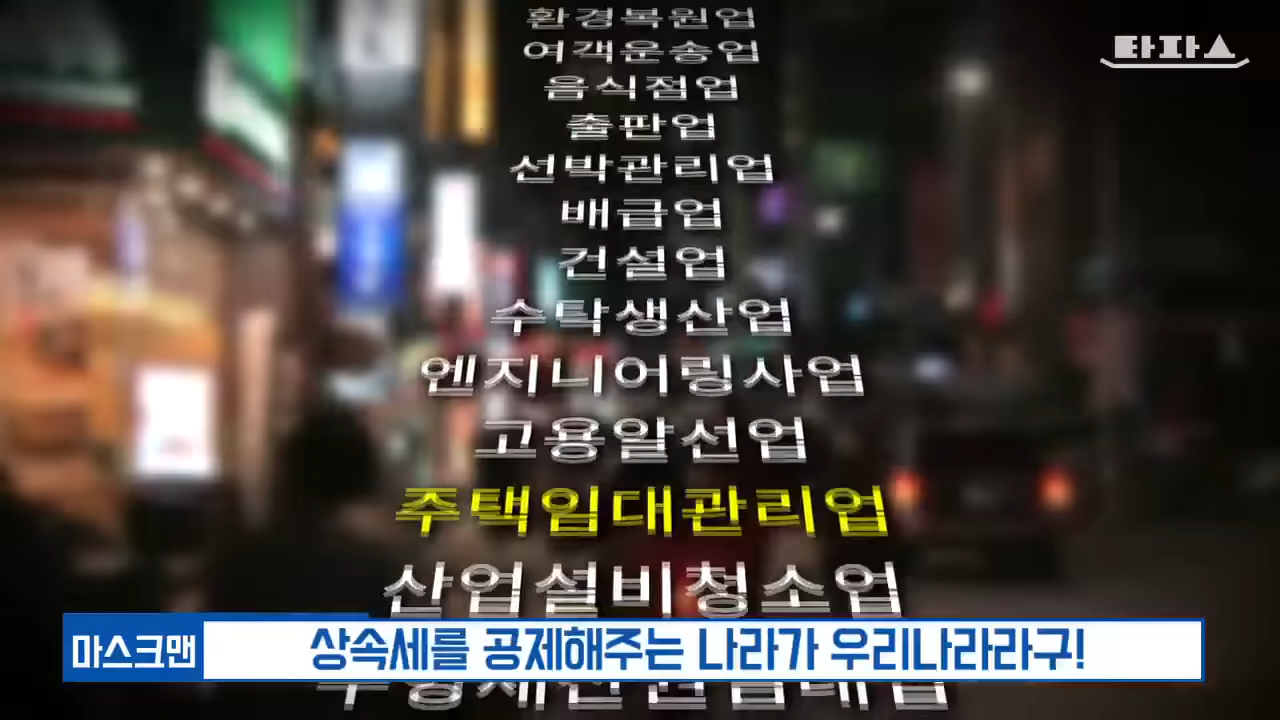 환경복원업
타파스
여객운송업
음식점업
출판업
선박관리업
배급업
건설업
수탁생산업
엔지니어링사업
고용알선업
주택임대관리업
산업설비청소업
마스크맨
상속세를 공제해주는 나라가 우리나라라구!